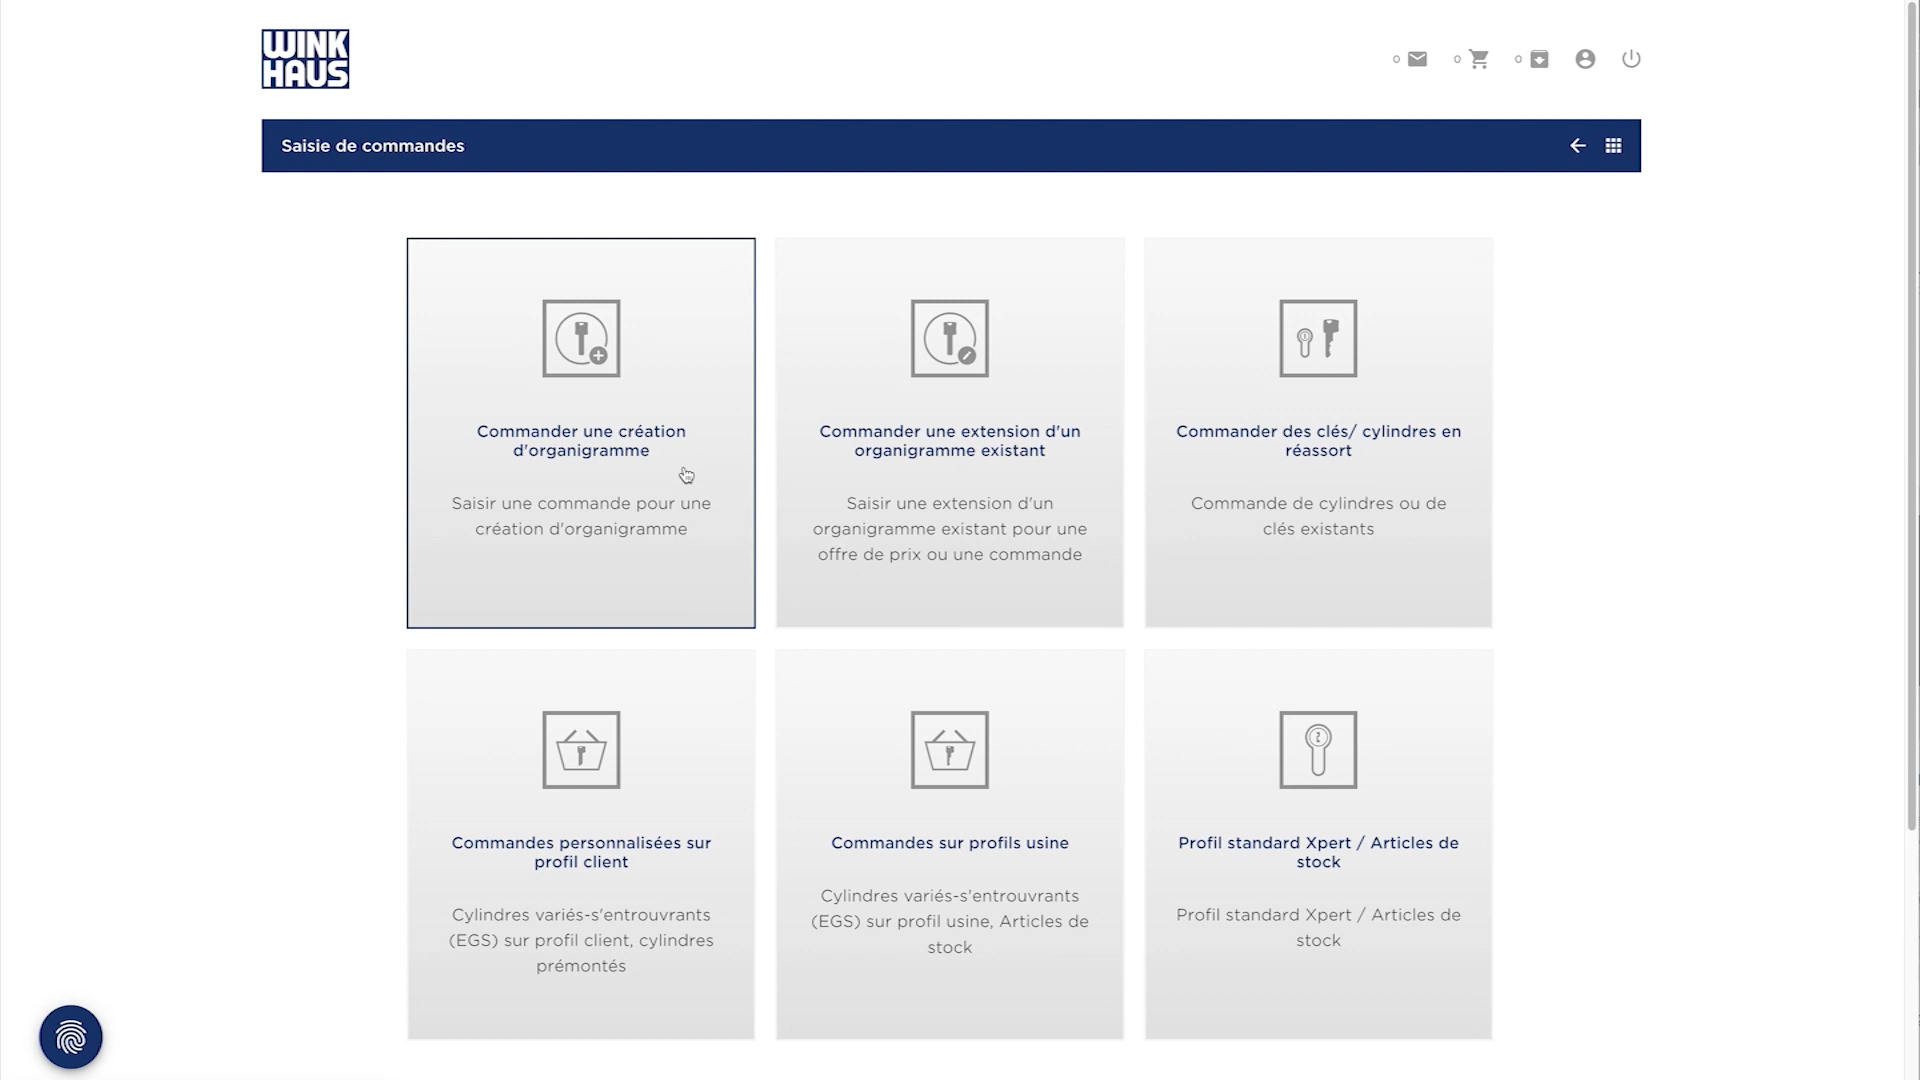 WINK
HAUS
0
0
0
Saisie de commandes
Commander une création
d'organigramme
Saisir une commande pour une
création d'organigramme
Commander une extension d'un
organigramme existant
Saisir une extension d'un
organigramme existant pour une
offre de prix ou une commande
Commander des clés/ cylindres en
réassort
Commande de cylindres ou de
clés existants
Commandes personnalisées sur
profil client
Cylindres variés-s'entrouvrants
(EGS) sur profil client, cylindres
prémontés
Commandes sur profils usine
Cylindres variés-s'entrouvrants
(EGS) sur profil usine, Articles de
stock
Profil standard Xpert / Articles de
stock
Profil standard Xpert / Articles de
stock